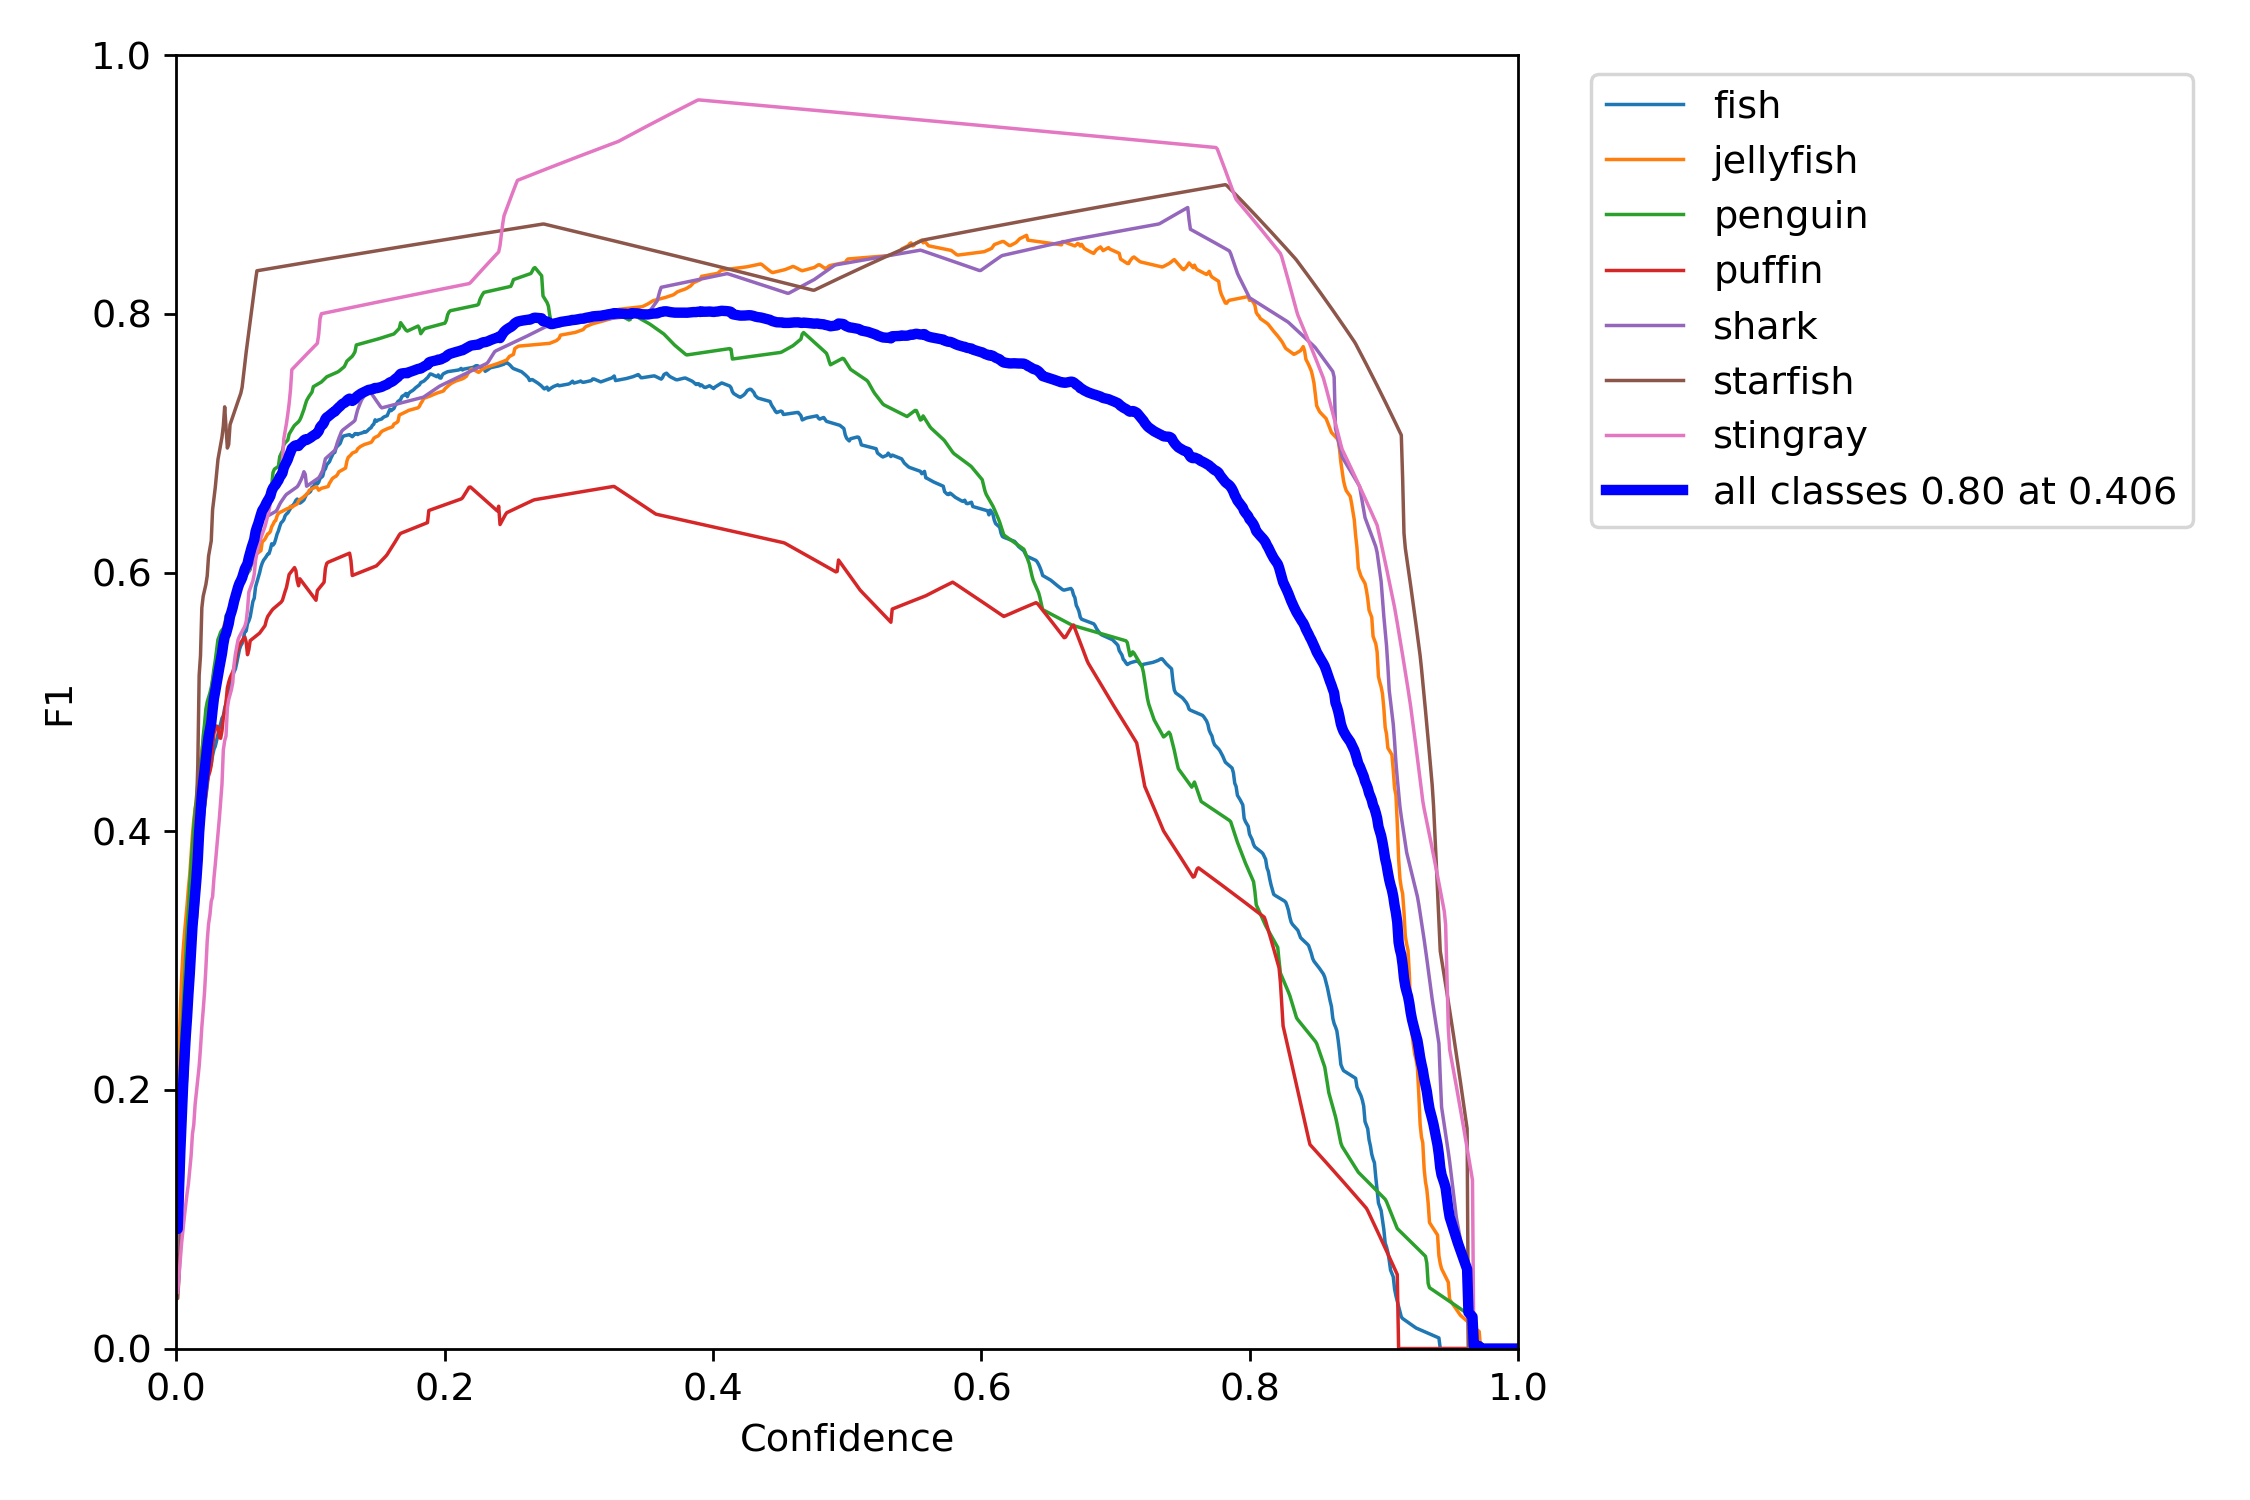 1.0
0.8
0.6
0.4
0.2
0.0
F1
0.0 0.2 0.4 0.6 0.8 1.0
Confidence
fish
jellyfish
penguin
puffin
shark
starfish
stingray
all classes 0.80 at 0.406